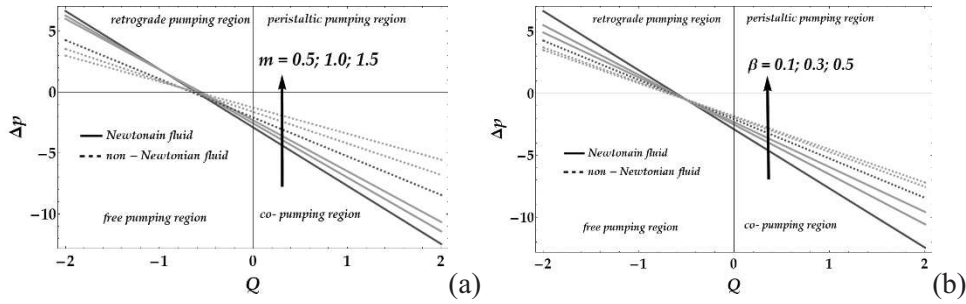 retrograde pumping region
peristaltic pumping region
m = 0.5; 1.0; 1.5
Newtonain fluid
non – Newtonian fluid
free pumping region
co- pumping region
Δp
5
0
−5
−10
−2
−1
0
1
2
Q
(a)
retrograde pumping region
peristaltic pumping region
β = 0.1; 0.3; 0.5
Newtonain fluid
non – Newtonian fluid
free pumping region
co- pumping region
Δp
5
0
−5
−10
−2
−1
0
1
2
Q
(b)